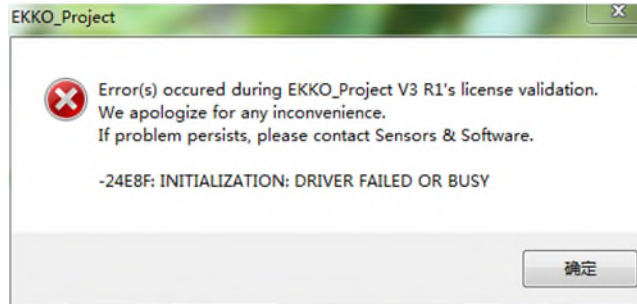 EKKO_Project
Error(s) occured during EKKO_Project V3 R1's license validation.
We apologize for any inconvenience.
If problem persists, please contact Sensors & Software.
-24E8F: INITIALIZATION: DRIVER FAILED OR BUSY
确定